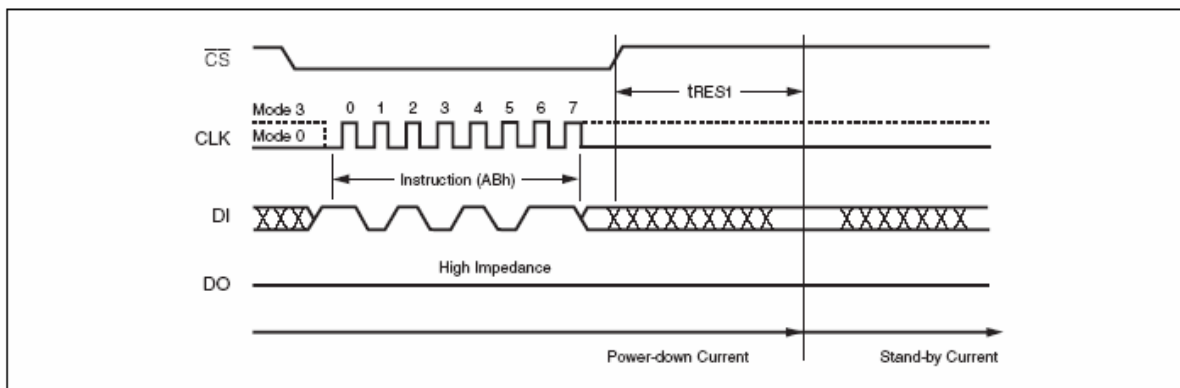 CS
tRES1
Mode 3 0 1 2 3 4 5 6 7
CLK Mode 0
Instruction (ABh)
DI
High Impedance
DO
Power-down Current Stand-by Current